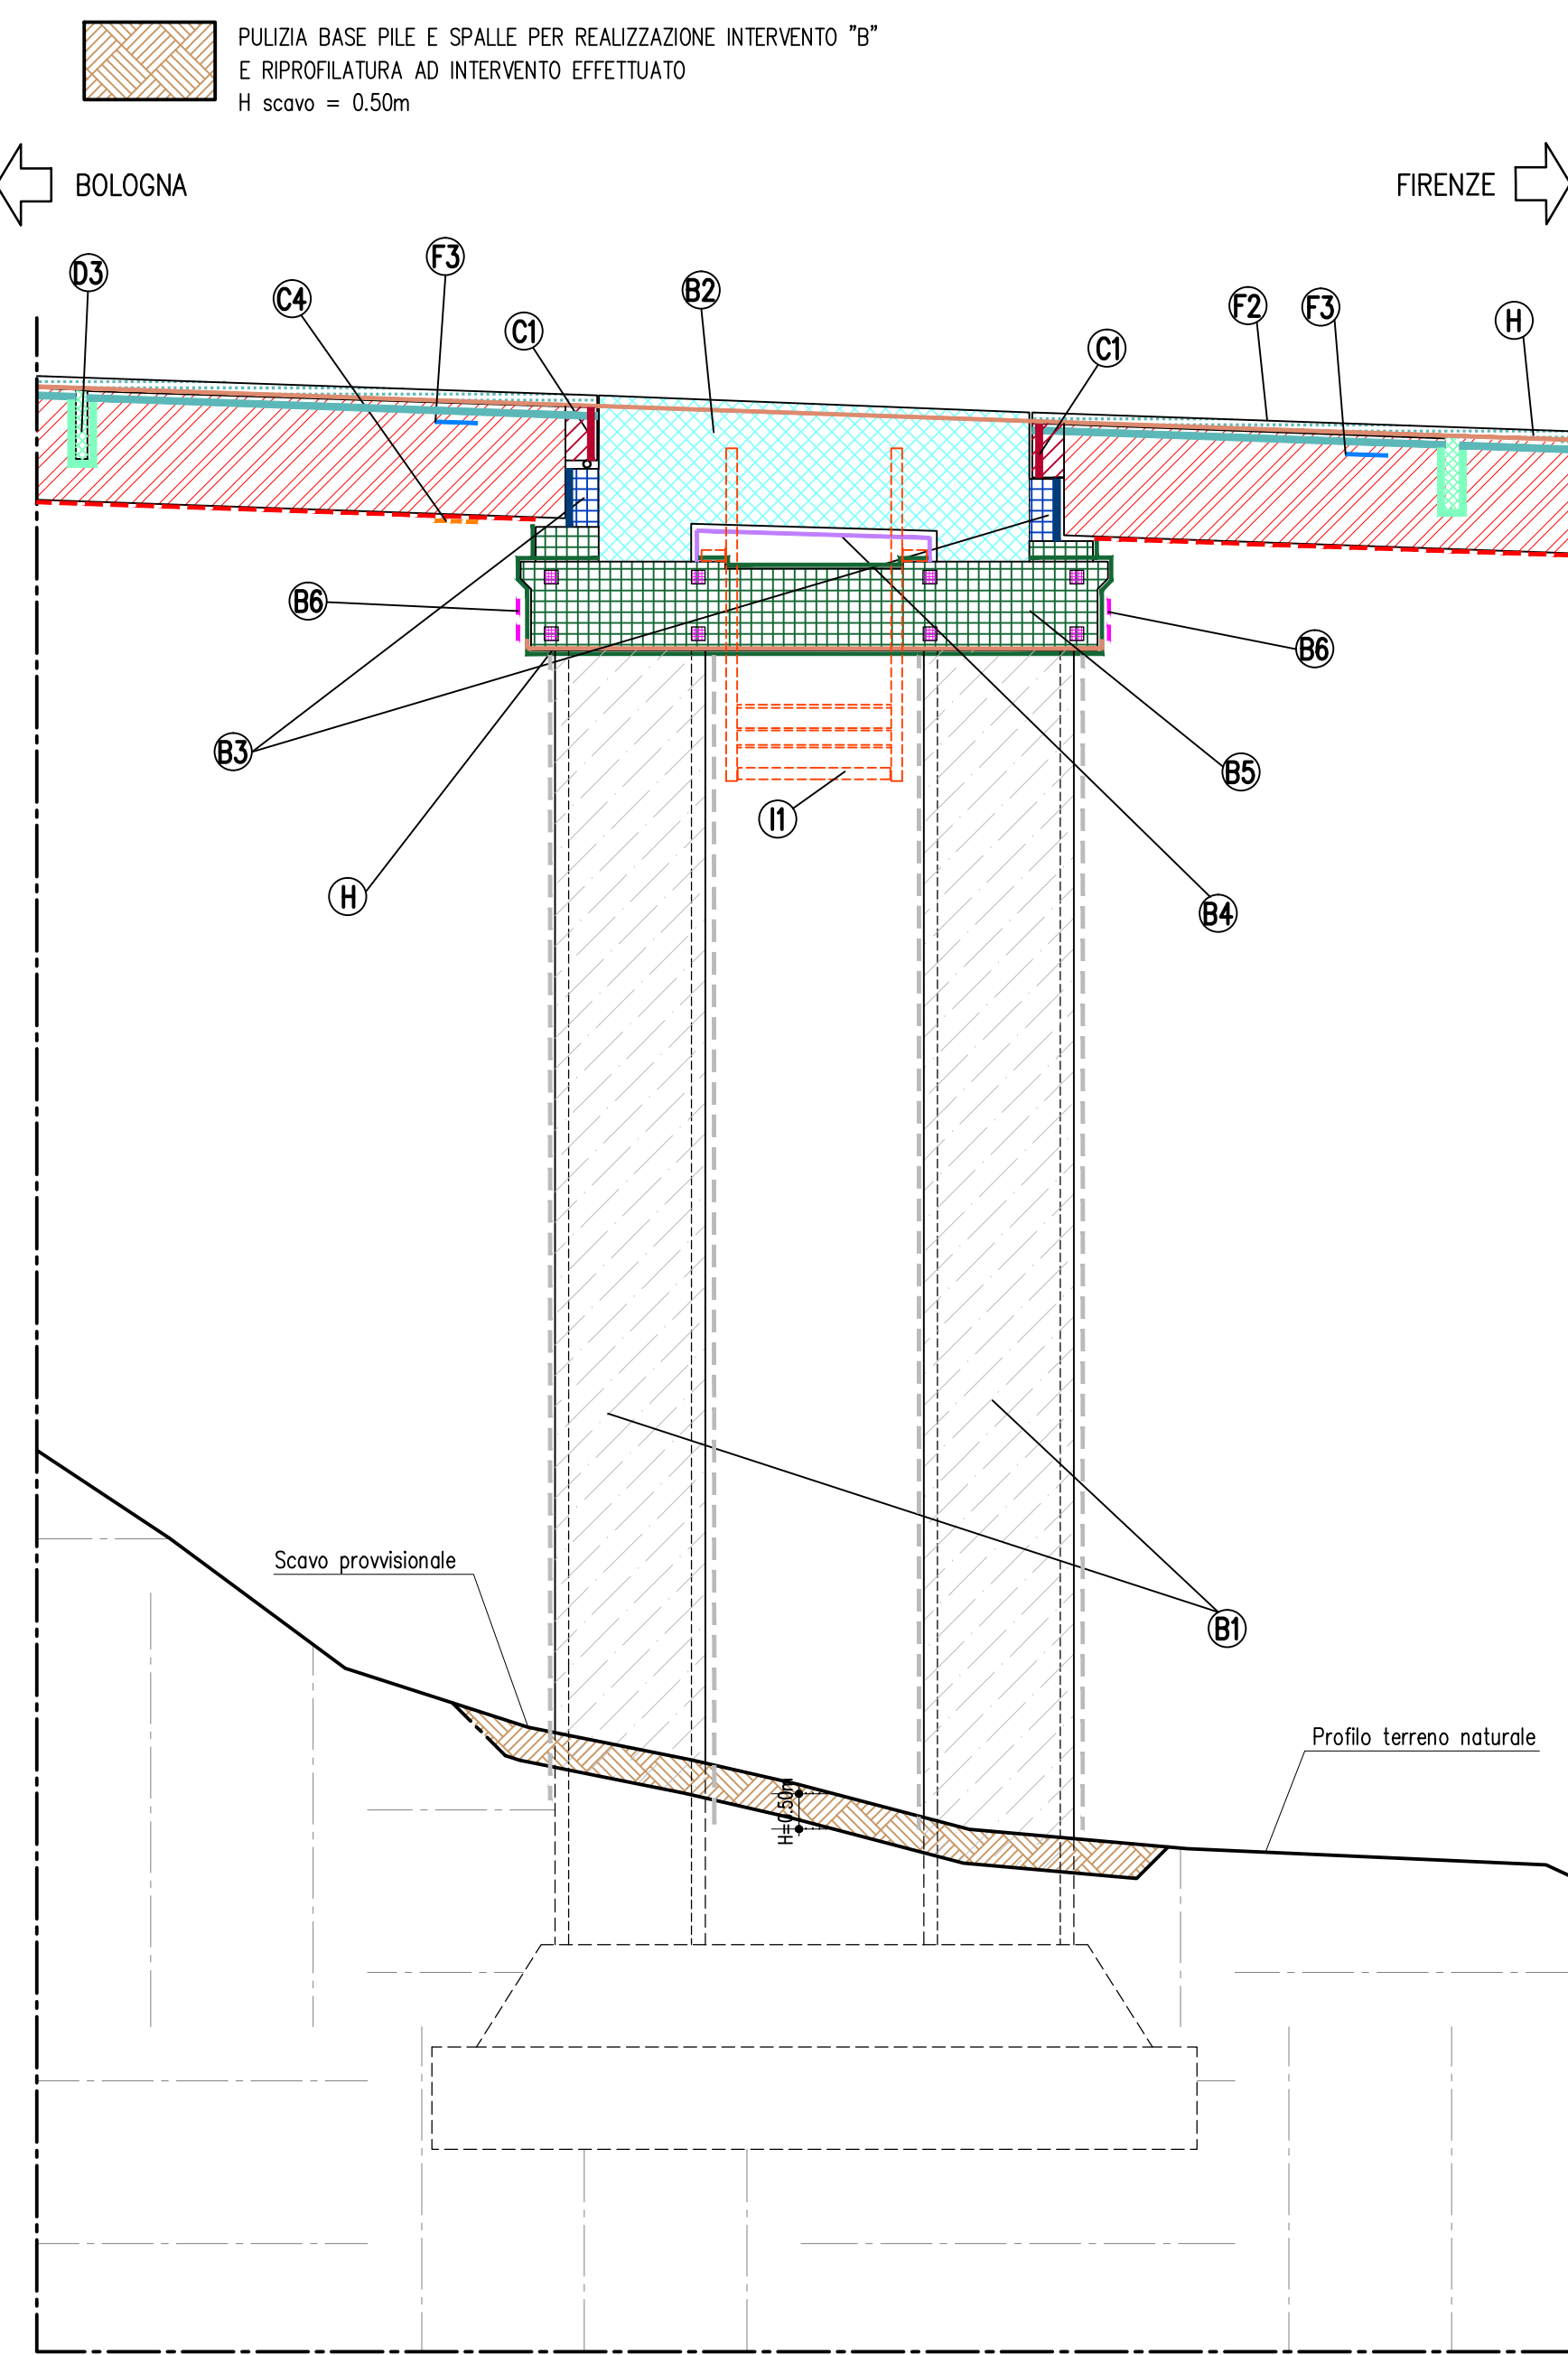 PULIZIA BASE PILE E SPALLE PER REALIZZAZIONE INTERVENTO "B"
E RIPROFILATURA AD INTERVENTO EFFETTUATO
H scavo = 0.50m
BOLOGNA
FIRENZE
D3
C4
F3
C1
B2
C1
F2
F3
H
B6
B6
B3
B5
I1
H
B4
Scavo provvisionale
B1
Profilo terreno naturale
H=0.50m